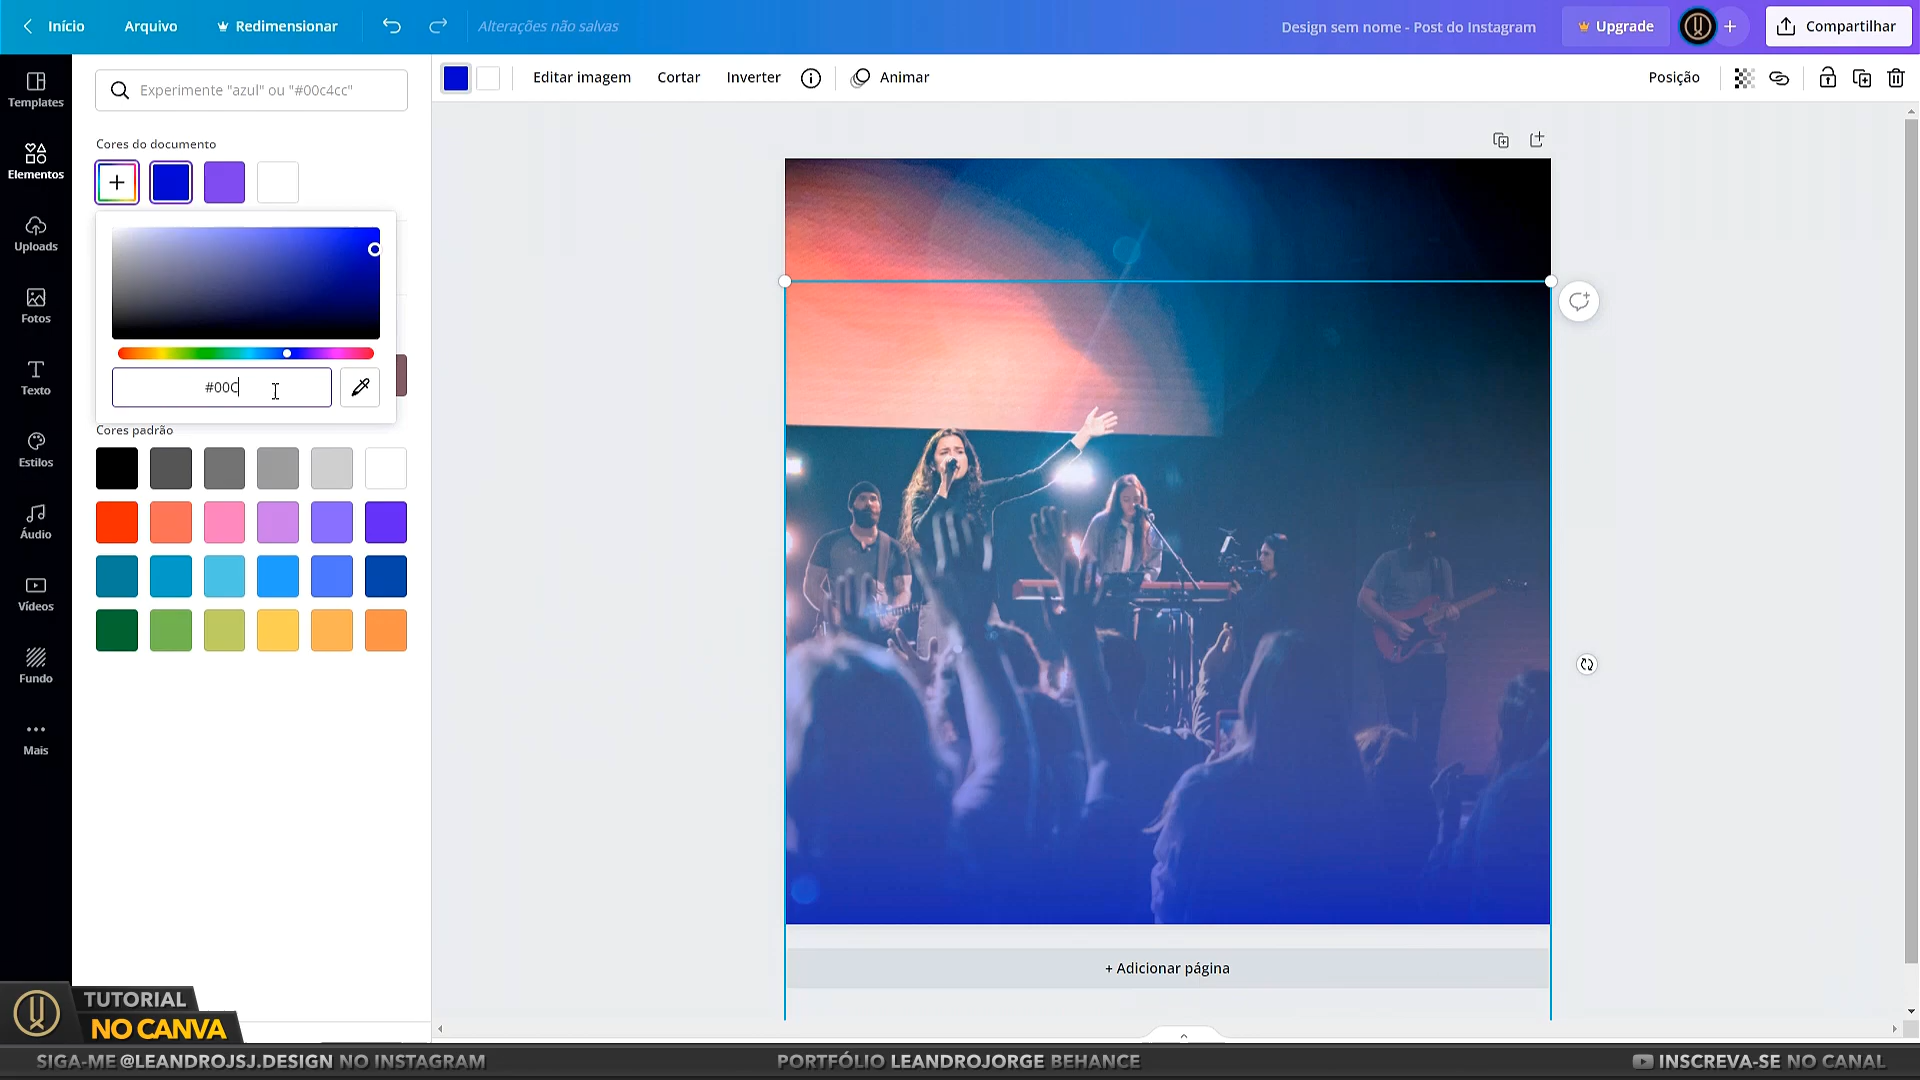 Início
Arquivo
Redimensionar
Alterações não salvas
Design sem nome - Post do Instagram
Upgrade
Compartilhar
Experimente "azul" ou "#00c4cc"
Editar imagem
Cortar
Inverter
Animar
Posição
Templates
Elementos
Uploads
Fotos
Texto
Estilos
Áudio
Vídeos
Fundo
Mais
Cores do documento
#00C
Cores padrão
+ Adicionar página
TUTORIAL
NO CANVA
SIGA-ME @LEANDROJSJ.DESIGN NO INSTAGRAM
PORTFÓLIO LEANDROJORGE BEHANCE
INSCREVA-SE NO CANAL